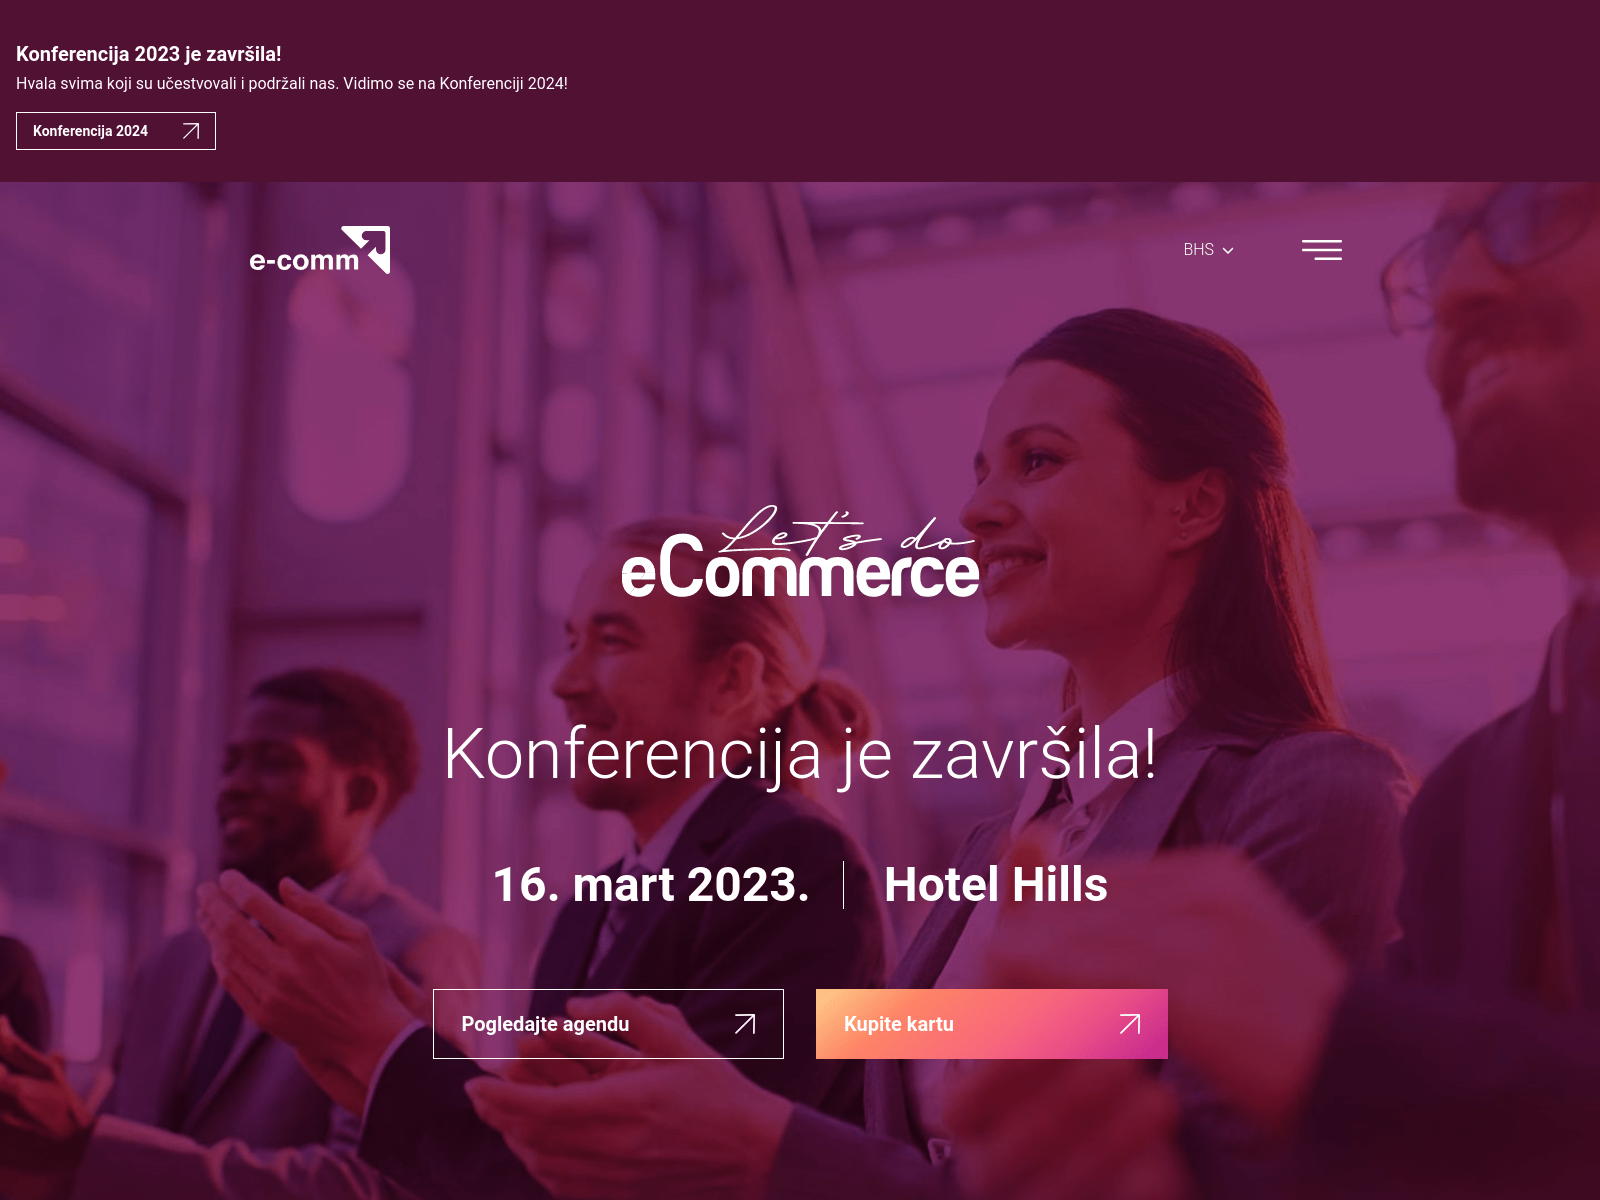 Konferencija 2023 je završila!
Hvala svima koji su učestvovali i podržali nas. Vidimo se na Konferenciji 2024!
Konferencija 2024
e-comm
BHS
Let's do
eCommerce
Konferencija je završila!
16. mart 2023. Hotel Hills
Pogledajte agendu
Kupite kartu